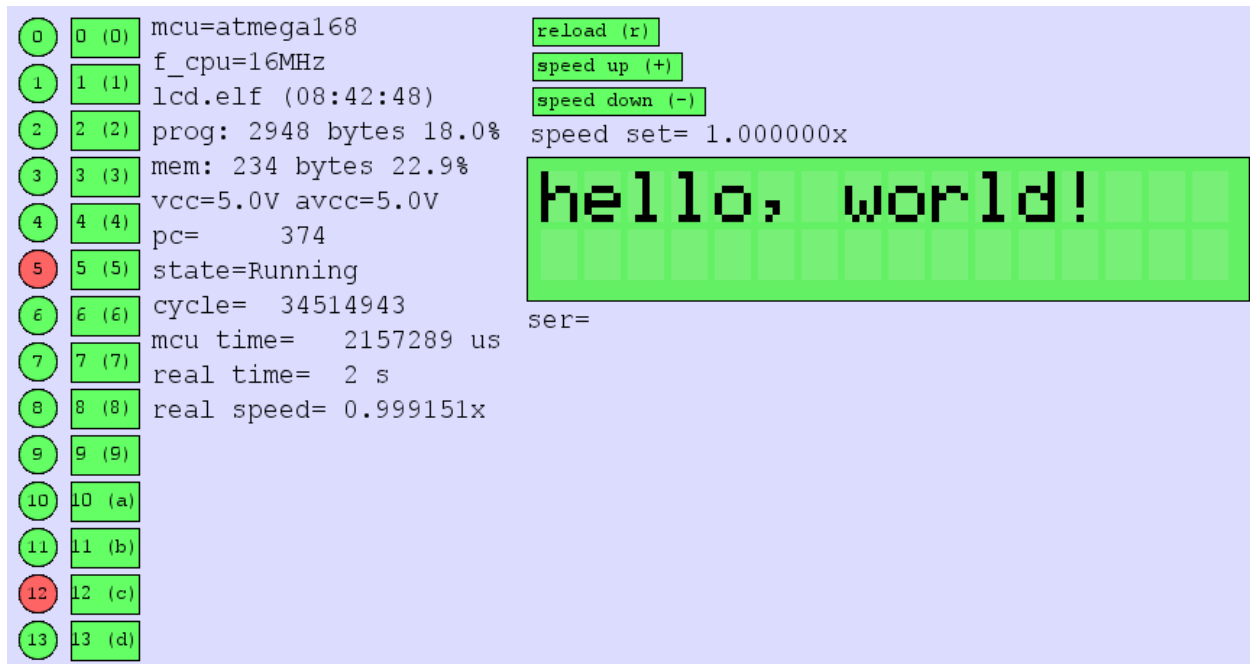 0 0 (0)
1 1 (1)
2 2 (2)
3 3 (3)
4 4 (4)
5 5 (5)
6 6 (6)
7 7 (7)
8 8 (8)
9 9 (9)
10 10 (a)
11 11 (b)
12 12 (c)
13 13 (d)
mcu=atmega168
f_cpu=16MHz
lcd.elf (08:42:48)
prog: 2948 bytes 18.0%
mem: 234 bytes 22.9%
vcc=5.0V avcc=5.0V
pc= 374
state=Running
cycle= 34514943
mcu time= 2157289 us
real time= 2 s
real speed= 0.999151x
reload (r)
speed up (+)
speed down (-)
speed set= 1.000000x
hello, world!
ser=